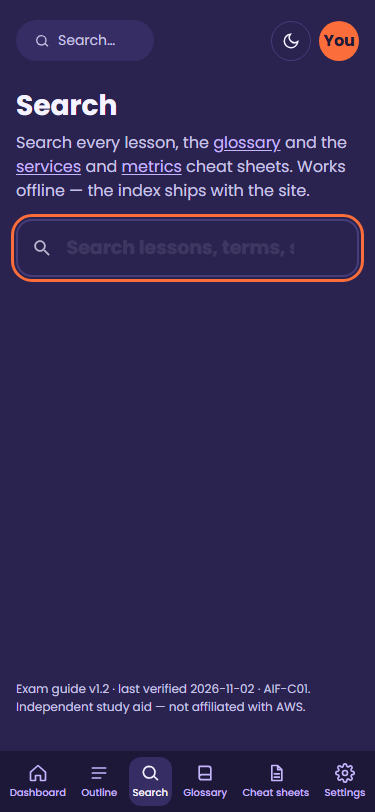 Search...
You
Search
Search every lesson, the glossary and the
services and metrics cheat sheets. Works
offline — the index ships with the site.
Search lessons, terms, s
Exam guide v1.2 · last verified 2026-11-02 · AIF-C01.
Independent study aid — not affiliated with AWS.
Dashboard Outline Search Glossary Cheat sheets Settings